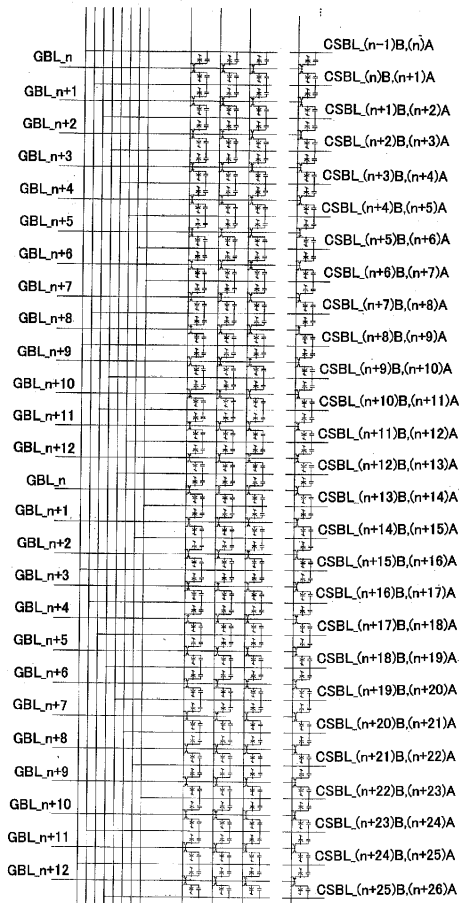 CSBL_(n−1)B,(n)A
GBL_n
CSBL_(n)B,(n+1)A
GBL_n+1
CSBL_(n+1)B,(n+2)A
GBL_n+2
CSBL_(n+2)B,(n+3)A
GBL_n+3
CSBL_(n+3)B,(n+4)A
GBL_n+4
CSBL_(n+4)B,(n+5)A
GBL_n+5
CSBL_(n+5)B,(n+6)A
GBL_n+6
CSBL_(n+6)B,(n+7)A
GBL_n+7
CSBL_(n+7)B,(n+8)A
GBL_n+8
CSBL_(n+8)B,(n+9)A
GBL_n+9
CSBL_(n+9)B,(n+10)A
GBL_n+10
CSBL_(n+10)B,(n+11)A
GBL_n+11
CSBL_(n+11)B,(n+12)A
GBL_n+12
CSBL_(n+12)B,(n+13)A
GBL_n
CSBL_(n+13)B,(n+14)A
GBL_n+1
CSBL_(n+14)B,(n+15)A
GBL_n+2
CSBL_(n+15)B,(n+16)A
GBL_n+3
CSBL_(n+16)B,(n+17)A
GBL_n+4
CSBL_(n+17)B,(n+18)A
GBL_n+5
CSBL_(n+18)B,(n+19)A
GBL_n+6
CSBL_(n+19)B,(n+20)A
GBL_n+7
CSBL_(n+20)B,(n+21)A
GBL_n+8
CSBL_(n+21)B,(n+22)A
GBL_n+9
CSBL_(n+22)B,(n+23)A
GBL_n+10
CSBL_(n+23)B,(n+24)A
GBL_n+11
CSBL_(n+24)B,(n+25)A
GBL_n+12
CSBL_(n+25)B,(n+26)A